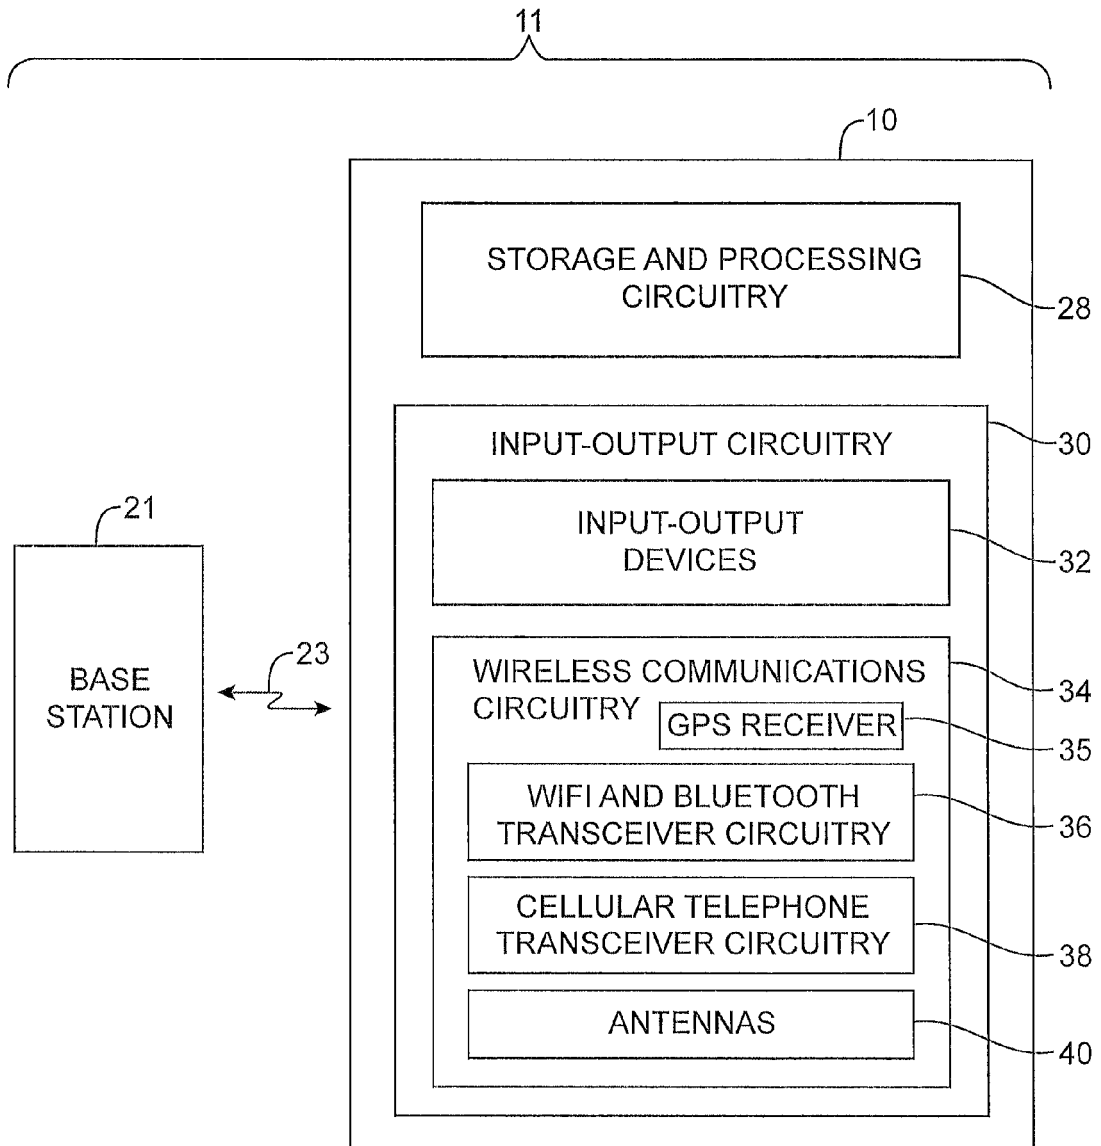 11
10
STORAGE AND PROCESSING
CIRCUITRY
28
INPUT-OUTPUT CIRCUITRY
30
INPUT-OUTPUT
DEVICES
32
21
BASE
STATION
23
WIRELESS COMMUNICATIONS
CIRCUITRY
34
GPS RECEIVER
35
WIFI AND BLUETOOTH
TRANSCEIVER CIRCUITRY
36
CELLULAR TELEPHONE
TRANSCEIVER CIRCUITRY
38
ANTENNAS
40